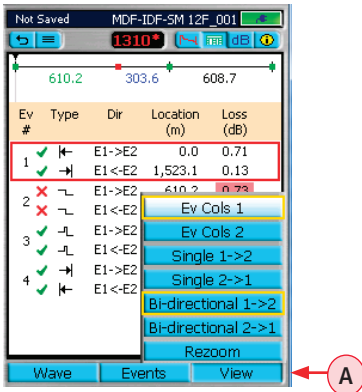 Not Saved MDF-IDF-SM 12F_001
1310* dB
610.2 303.6 608.7
Ev # Type Dir Location (m) Loss (dB)
1 E1->E2 0.0 0.71
E1<-E2 1,523.1 0.13
2 E1->E2 610.2 0.73
E1<-E2
3 E1->E2
E1<-E2
4 E1->E2
E1<-E2
Ev Cols 1
Ev Cols 2
Single 1->2
Single 2->1
Bi-directional 1->2
Bi-directional 2->1
Rezoom
Wave Events View
A